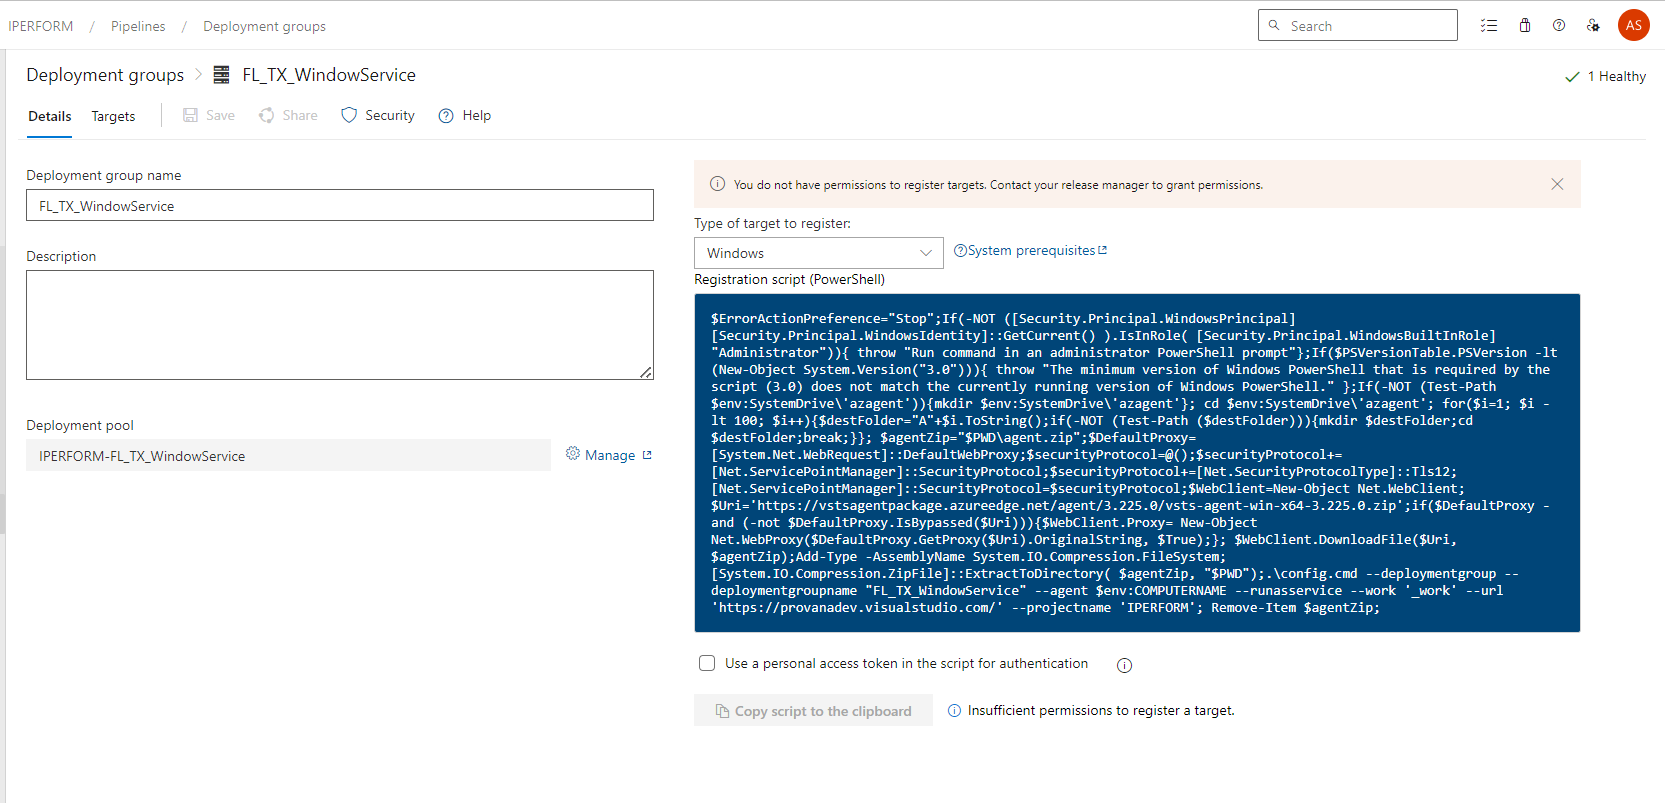 IPERFORM / Pipelines / Deployment groups
Search
AS
Deployment groups > FL_TX_WindowService
1 Healthy
Details Targets Save Share Security Help
Deployment group name
FL_TX_WindowService
Description
Deployment pool
IPERFORM-FL_TX_WindowService
Manage
You do not have permissions to register targets. Contact your release manager to grant permissions.
Type of target to register:
Windows
System prerequisites
Registration script (PowerShell)
$ErrorActionPreference="Stop";If(-NOT ([Security.Principal.WindowsPrincipal]
[Security.Principal.WindowsIdentity]::GetCurrent() ).IsInRole( [Security.Principal.WindowsBuiltInRole]
"Administrator")){ throw "Run command in an administrator PowerShell prompt"};If($PSVersionTable.PSVersion -lt
(New-Object System.Version("3.0"))){ throw "The minimum version of Windows PowerShell that is required by the
script (3.0) does not match the currently running version of Windows PowerShell." };If(-NOT (Test-Path
$env:SystemDrive\'azagent')){mkdir $env:SystemDrive\'azagent'}; cd $env:SystemDrive\'azagent'; for($i=1; $i -
lt 100; $i++){$destFolder="A"+$i.ToString();if(-NOT (Test-Path ($destFolder))){mkdir $destFolder;cd
$destFolder;break;}}; $agentZip="$PWD\agent.zip";$DefaultProxy=
[System.Net.WebRequest]::DefaultWebProxy;$securityProtocol=@();$securityProtocol+=
[Net.ServicePointManager]::SecurityProtocol;$securityProtocol+=[Net.SecurityProtocolType]::Tls12;
[Net.ServicePointManager]::SecurityProtocol=$securityProtocol;$WebClient=New-Object Net.WebClient;
$Uri='https://vstsagentpackage.azureedge.net/agent/3.225.0/vsts-agent-win-x64-3.225.0.zip';if($DefaultProxy -
and (-not $DefaultProxy.IsBypassed($Uri))){$WebClient.Proxy= New-Object
Net.WebProxy($DefaultProxy.GetProxy($Uri).OriginalString, $True);}; $WebClient.DownloadFile($Uri,
$agentZip);Add-Type -AssemblyName System.IO.Compression.FileSystem;
[System.IO.Compression.ZipFile]::ExtractToDirectory( $agentZip, "$PWD");.\config.cmd --deploymentgroup --
deploymentgroupname "FL_TX_WindowService" --agent $env:COMPUTERNAME --runasservice --work '_work' --url
'https://provanadev.visualstudio.com/' --projectname 'IPERFORM'; Remove-Item $agentZip;
Use a personal access token in the script for authentication
Copy script to the clipboard
Insufficient permissions to register a target.